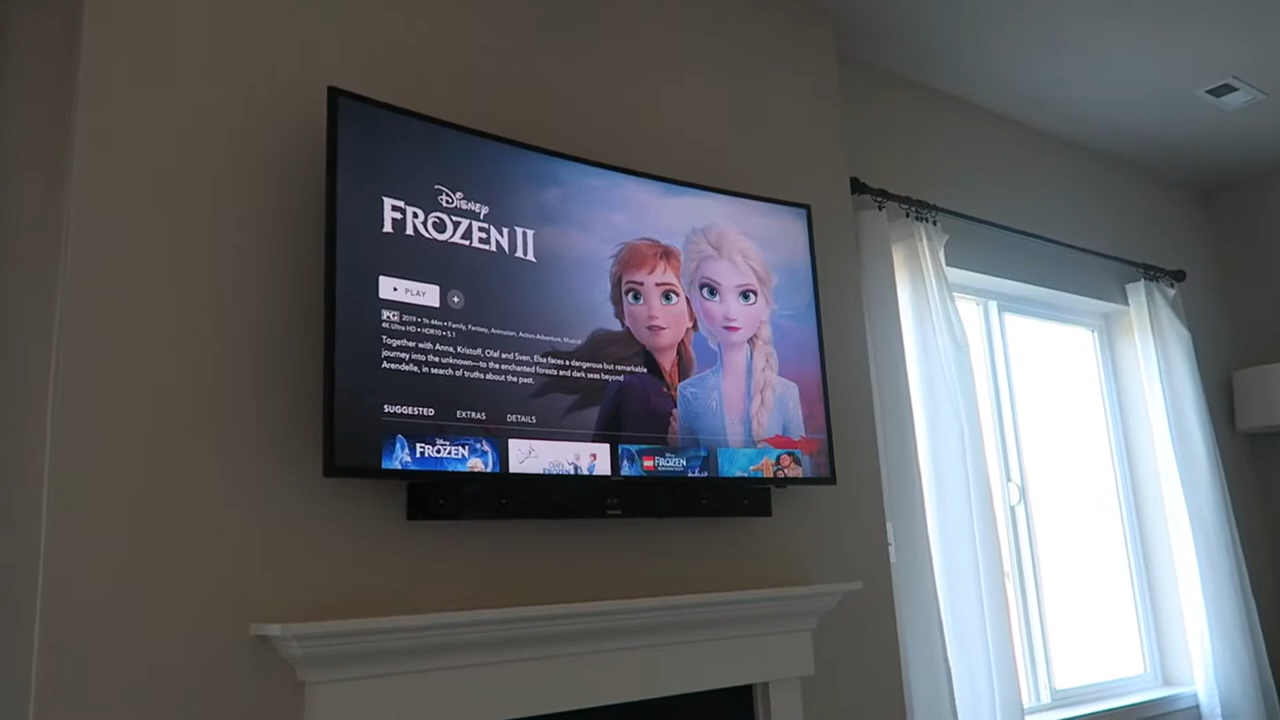 Disney
FROZEN II
PLAY
+
PG 2019 • 1h 44m • Family, Fantasy, Animation, Action-Adventure, Musical
4K Ultra HD • HDR10 • 5.1
Together with Anna, Kristoff, Olaf and Sven, Elsa faces a dangerous but remarkable
journey into the unknown—to the enchanted forests and dark seas beyond
Arendelle, in search of truths about the past.
SUGGESTED EXTRAS DETAILS
Disney
FROZEN
FROZEN
Disney
LEGO FROZEN